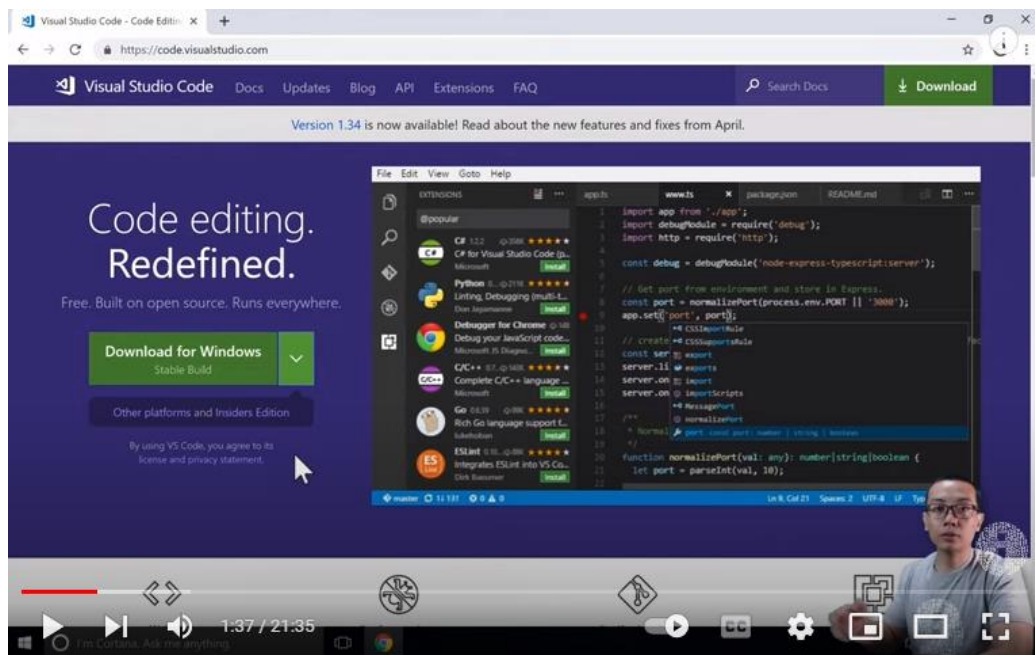 Visual Studio Code - Code Editin
https://code.visualstudio.com
Visual Studio Code Docs Updates Blog API Extensions FAQ Search Docs Download
Version 1.34 is now available! Read about the new features and fixes from April.
File Edit View Goto Help
EXTENSIONS ... app.ts www.ts package.json README.md ...
@popular
Code editing.
Redefined.
Free. Built on open source. Runs everywhere.
Download for Windows
Stable Build
Other platforms and Insiders Edition
By using VS Code, you agree to its
license and privacy statement.
C# 1.2.2
C# for Visual Studio Code (p...
Microsoft Install
Python
Linting, Debugging (multi-t...
Don Jayamanne Install
Debugger for Chrome
Debug your JavaScript code...
Install
C/C++
Complete C/C++ language ...
Microsoft Install
Go
Rich Go language support f...
lukehoban Install
ESLint
Integrates ESLint into VS Co...
Dirk Baeumer Install
import app from './app';
import debugModule = require('debug');
import http = require('http');
const debug = debugModule('node-express-typescript:server');
// Get port from environment and store in Express.
const port = normalizePort(process.env.PORT || '3000');
app.set('port', port);
// create
const ser
server.li
server.on
server.on
CSSImportRule
CSSSupportsRule
export
exports
import
importScripts
MessagePort
normalizePort
port const port: number | string | boolean
/**
* Normal
*/
function normalizePort(val: any): number|string|boolean {
let port = parseInt(val, 10);
master 0 0
Ln 9, Col 21 Spaces: 2 UTF-8 LF Typ
1:37 / 21:35
CC
I'm Cortana. Ask me anything.